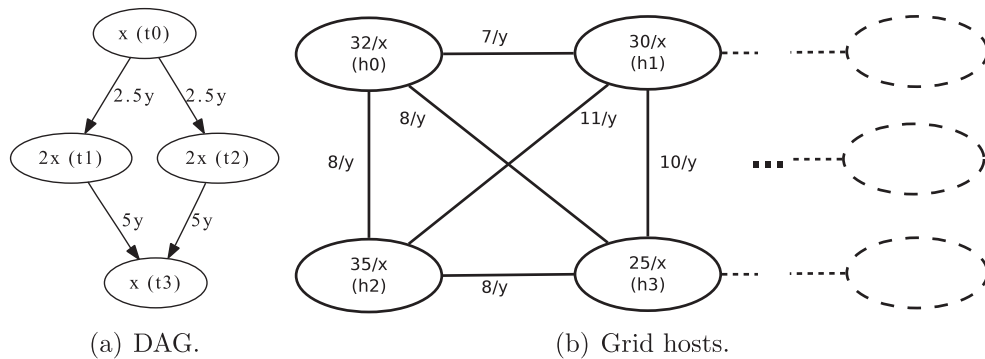 x (t0)
2.5y
2.5y
2x (t1)
2x (t2)
5y
5y
x (t3)
(a) DAG.
32/x
(h0)
7/y
30/x
(h1)
8/y
11/y
8/y
10/y
...
35/x
(h2)
8/y
25/x
(h3)
(b) Grid hosts.